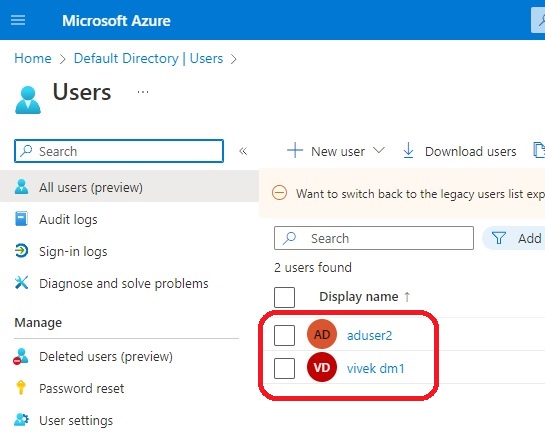 Microsoft Azure
Home > Default Directory | Users >
Users ...
Search «
All users (preview)
Audit logs
Sign-in logs
Diagnose and solve problems
Manage
Deleted users (preview)
Password reset
User settings
+ New user Download users
Want to switch back to the legacy users list exp
Search Add
2 users found
Display name ↑
AD aduser2
VD vivek dm1